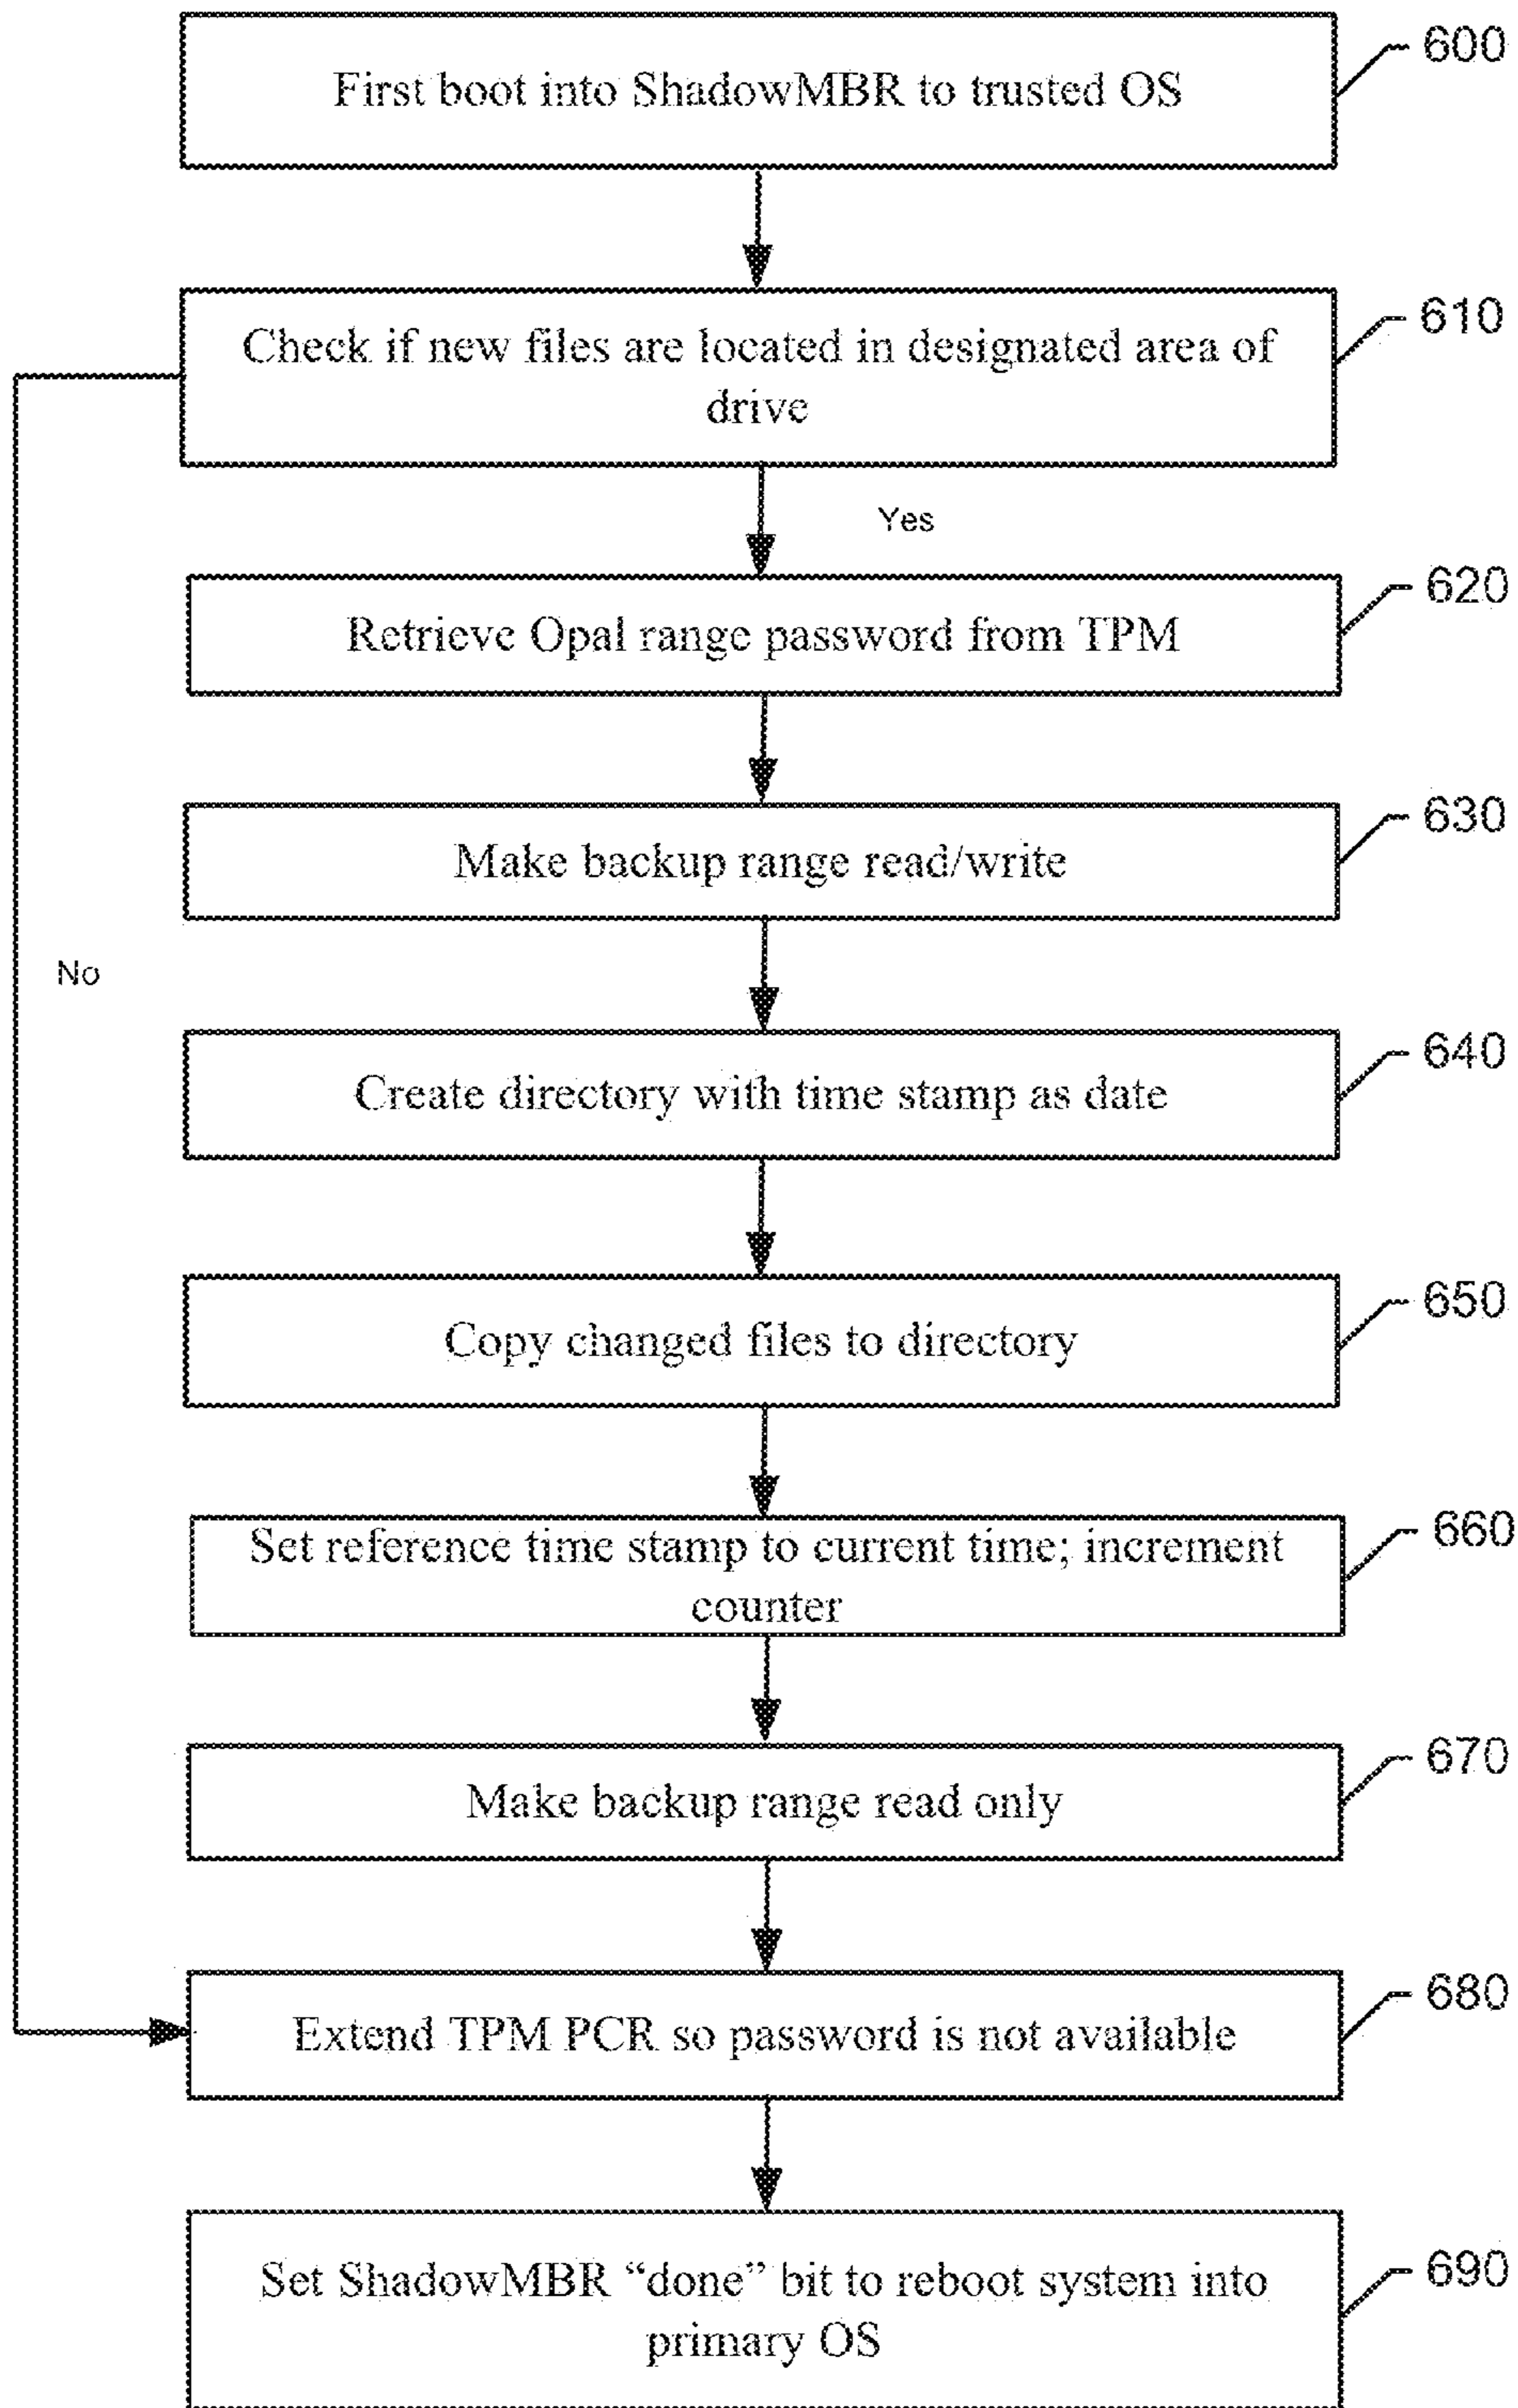 First boot into ShadowMBR to trusted OS
600
Check if new files are located in designated area of
drive
610
Yes
Retrieve Opal range password from TPM
620
Make backup range read/write
630
No
Create directory with time stamp as date
640
Copy changed files to directory
650
Set reference time stamp to current time; increment
counter
660
Make backup range read only
670
Extend TPM PCR so password is not available
680
Set ShadowMBR “done” bit to reboot system into
primary OS
690